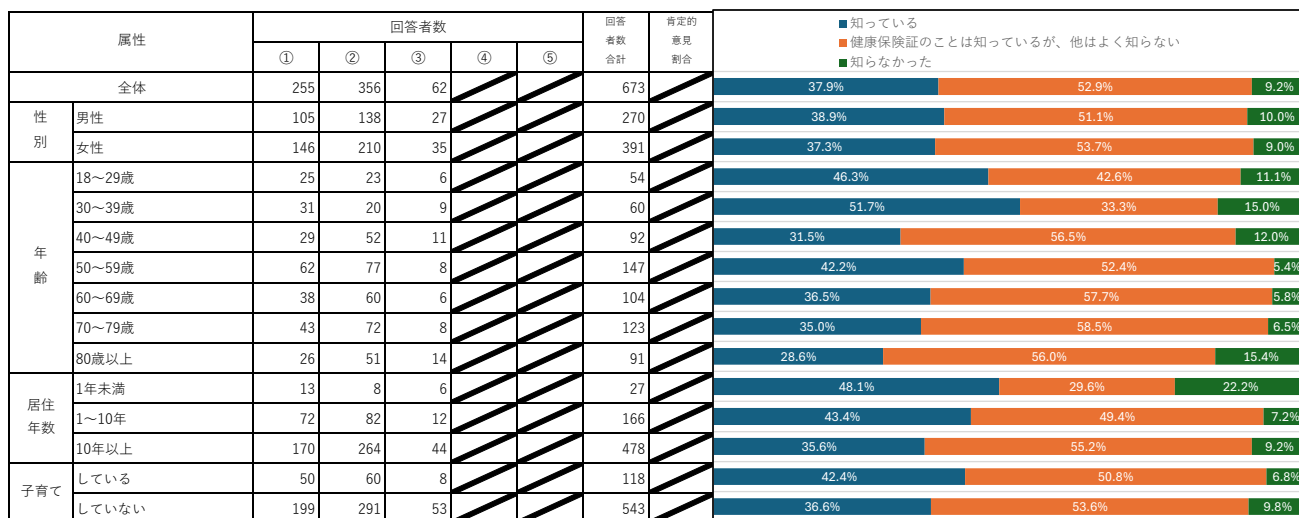 属性 回答者数 回答者数合計 肯定的意見割合
① ② ③ ④ ⑤
■知っている
■健康保険証のことは知っているが、他はよく知らない
■知らなかった
全体 255 356 62 673 37.9% 52.9% 9.2%
性別
男性 105 138 27 270 38.9% 51.1% 10.0%
女性 146 210 35 391 37.3% 53.7% 9.0%
年齢
18～29歳 25 23 6 54 46.3% 42.6% 11.1%
30～39歳 31 20 9 60 51.7% 33.3% 15.0%
40～49歳 29 52 11 92 31.5% 56.5% 12.0%
50～59歳 62 77 8 147 42.2% 52.4% 5.4%
60～69歳 38 60 6 104 36.5% 57.7% 5.8%
70～79歳 43 72 8 123 35.0% 58.5% 6.5%
80歳以上 26 51 14 91 28.6% 56.0% 15.4%
居住年数
1年未満 13 8 6 27 48.1% 29.6% 22.2%
1～10年 72 82 12 166 43.4% 49.4% 7.2%
10年以上 170 264 44 478 35.6% 55.2% 9.2%
子育て
している 50 60 8 118 42.4% 50.8% 6.8%
していない 199 291 53 543 36.6% 53.6% 9.8%